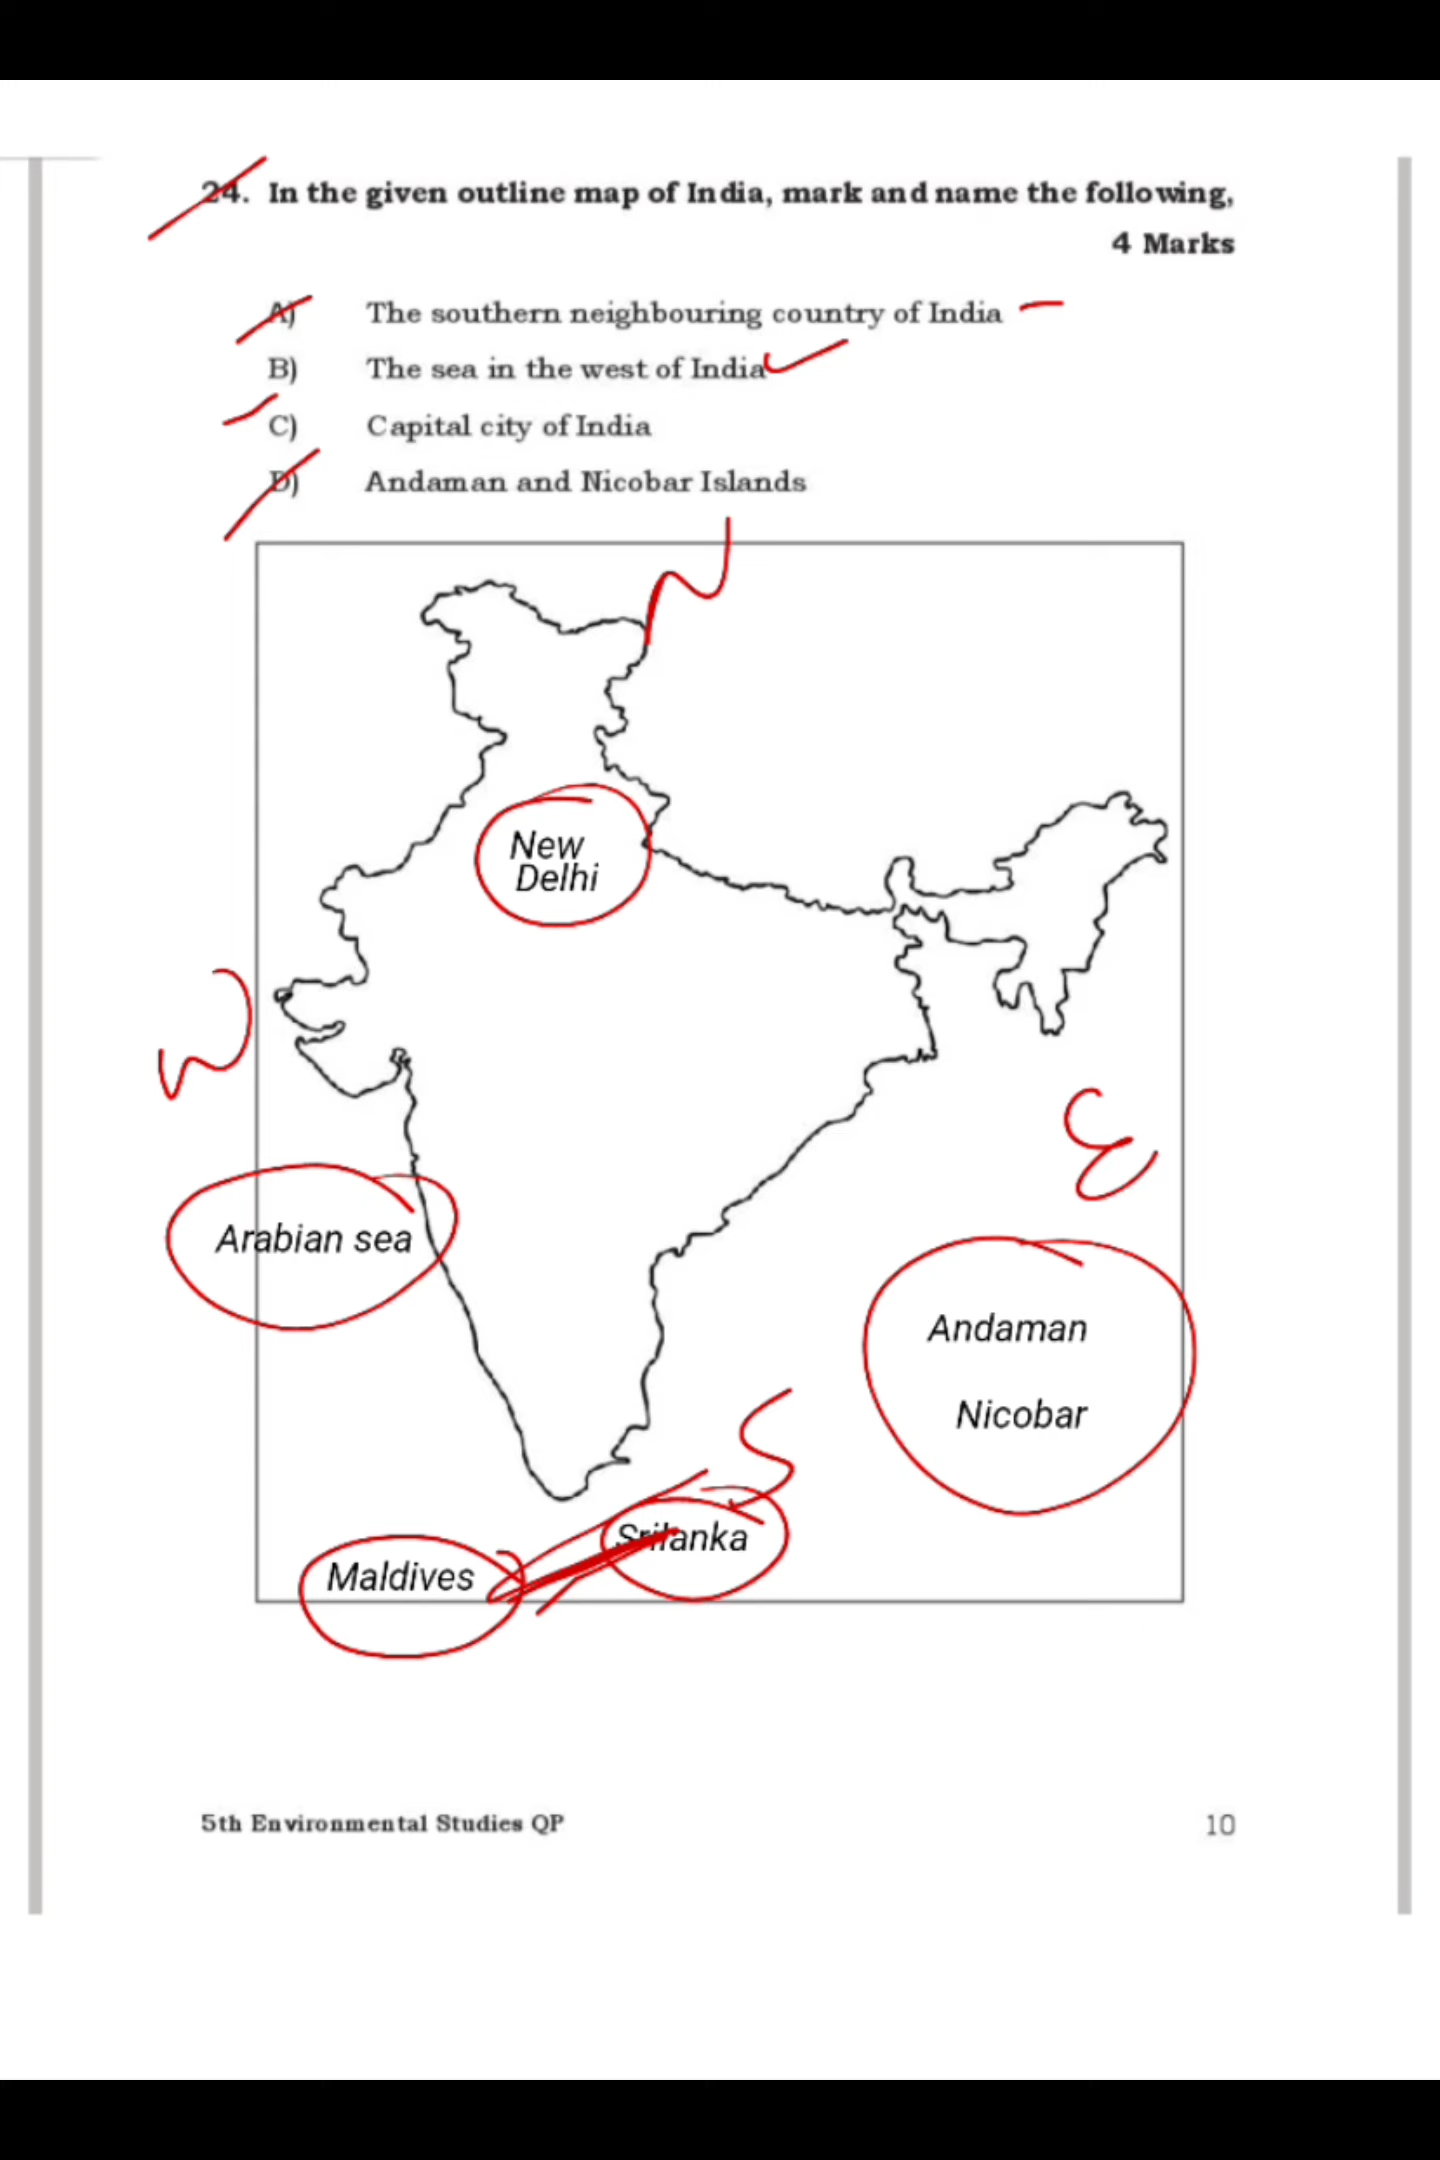 24. In the given outline map of India, mark and name the following,
4 Marks
A) The southern neighbouring country of India
B) The sea in the west of India
C) Capital city of India
D) Andaman and Nicobar Islands
N
New
Delhi
W
E
Arabian sea
Andaman
Nicobar
S
Srilanka
Maldives
5th Environmental Studies QP 10